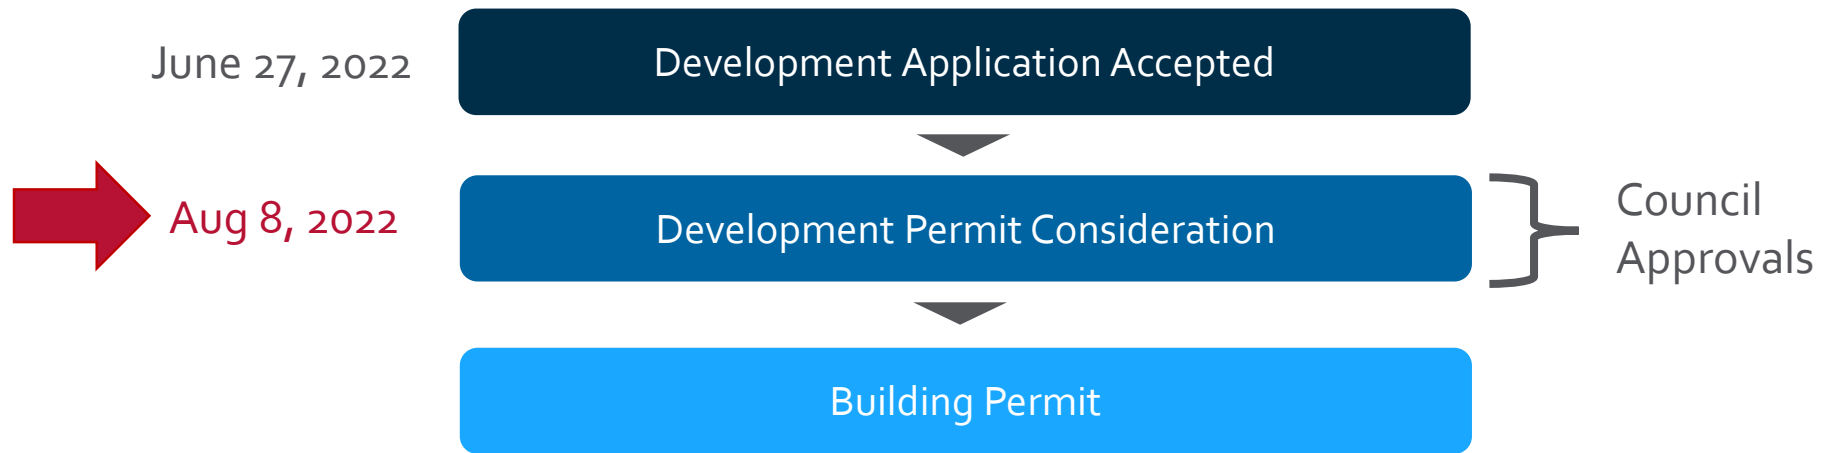 June 27, 2022
Development Application Accepted
Aug 8, 2022
Development Permit Consideration
Council
Approvals
Building Permit